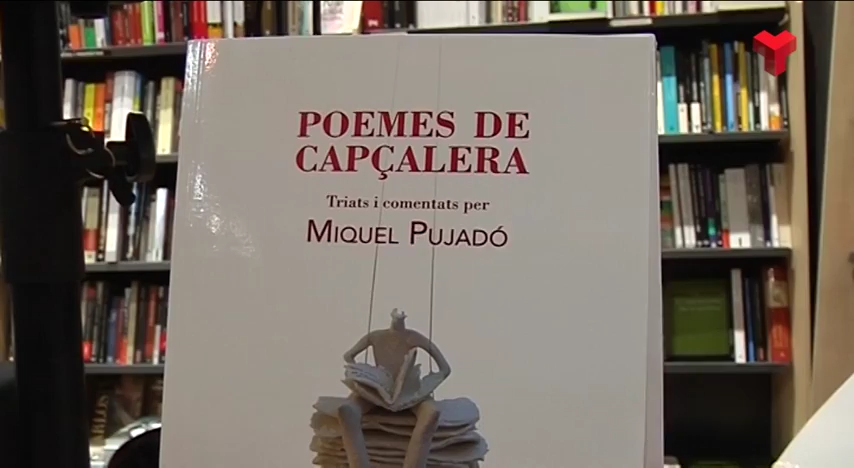 POEMES DE
CAPÇALERA
Triats i comentats per
MIQUEL PUJADÓ